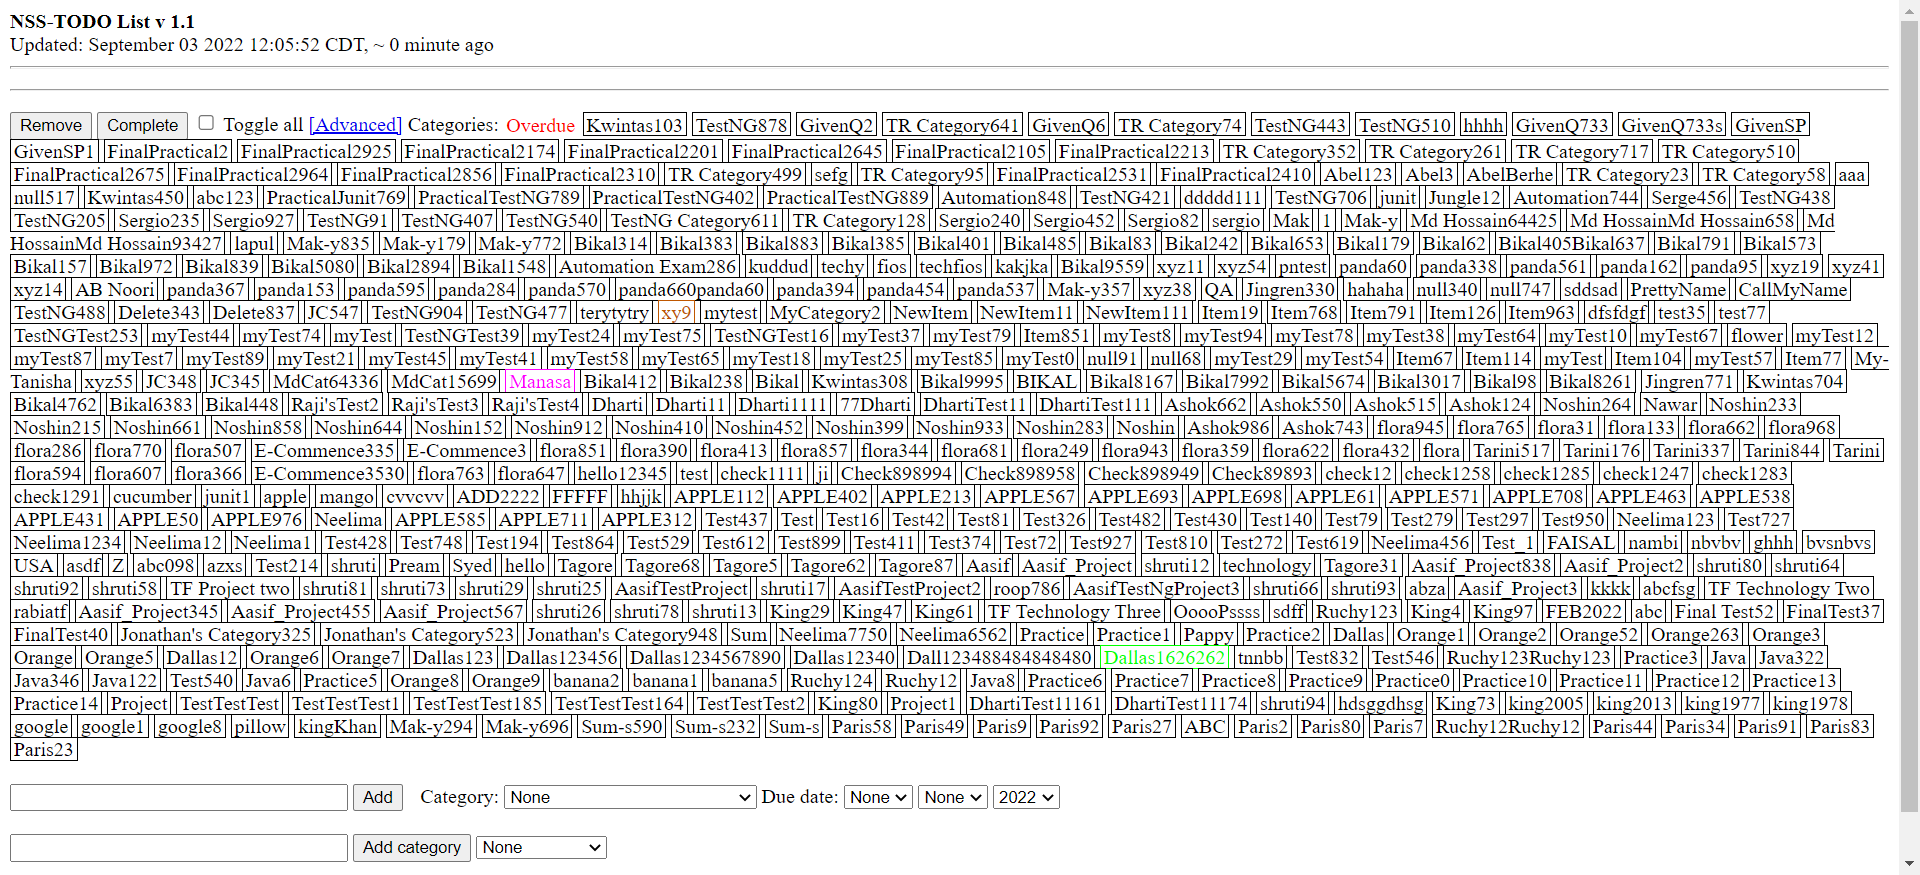 NSS-TODO List v 1.1
Updated: September 03 2022 12:05:52 CDT, ~ 0 minute ago
Remove Complete Toggle all [Advanced] Categories: Overdue Kwintas103 TestNG878 GivenQ2 TR Category641 GivenQ6 TR Category74 TestNG443 TestNG510 hhhh GivenQ733 GivenQ733s GivenSP
GivenSP1 FinalPractical2 FinalPractical2925 FinalPractical2174 FinalPractical2201 FinalPractical2645 FinalPractical2105 FinalPractical2213 TR Category352 TR Category261 TR Category717 TR Category510
FinalPractical2675 FinalPractical2964 FinalPractical2856 FinalPractical2310 TR Category499 sefg TR Category95 FinalPractical2531 FinalPractical2410 Abel123 Abel3 AbelBerhe TR Category23 TR Category58 aaa
null517 Kwintas450 abc123 PracticalJunit769 PracticalTestNG789 PracticalTestNG402 PracticalTestNG889 Automation848 TestNG421 ddddd111 TestNG706 junit Jungle12 Automation744 Serge456 TestNG438
TestNG205 Sergio235 Sergio927 TestNG91 TestNG407 TestNG540 TestNG Category611 TR Category128 Sergio240 Sergio452 Sergio82 sergio Mak 1 Mak-y Md Hossain64425 Md HossainMd Hossain658 Md
HossainMd Hossain93427 lapul Mak-y835 Mak-y179 Mak-y772 Bikal314 Bikal383 Bikal883 Bikal385 Bikal401 Bikal485 Bikal83 Bikal242 Bikal653 Bikal179 Bikal62 Bikal405Bikal637 Bikal791 Bikal573
Bikal157 Bikal972 Bikal839 Bikal5080 Bikal2894 Bikal1548 Automation Exam286 kuddud techy fios techfios kakjka Bikal9559 xyz11 xyz54 pntest panda60 panda338 panda561 panda162 panda95 xyz19 xyz41
xyz14 AB Noori panda367 panda153 panda595 panda284 panda570 panda660panda60 panda394 panda454 panda537 Mak-y357 xyz38 QA Jingren330 hahaha null340 null747 sddsad PrettyName CallMyName
TestNG488 Delete343 Delete837 JC547 TestNG904 TestNG477 terytytry xy9 mytest MyCategory2 NewItem NewItem11 NewItem111 Item19 Item768 Item791 Item126 Item963 dfsfdgf test35 test77
TestNGTest253 myTest44 myTest74 myTest TestNGTest39 myTest24 myTest75 TestNGTest16 myTest37 myTest79 Item851 myTest8 myTest94 myTest78 myTest38 myTest64 myTest10 myTest67 flower myTest12
myTest87 myTest7 myTest89 myTest21 myTest45 myTest41 myTest58 myTest65 myTest18 myTest25 myTest85 myTest0 null91 null68 myTest29 myTest54 Item67 Item114 myTest Item104 myTest57 Item77 My-
Tanisha xyz55 JC348 JC345 MdCat64336 MdCat15699 Manasa Bikal412 Bikal238 Bikal Kwintas308 Bikal9995 BIKAL Bikal8167 Bikal7992 Bikal5674 Bikal3017 Bikal98 Bikal8261 Jingren771 Kwintas704
Bikal4762 Bikal6383 Bikal448 Raji'sTest2 Raji'sTest3 Raji'sTest4 Dharti Dharti11 Dharti1111 77Dharti DhartiTest11 DhartiTest111 Ashok662 Ashok550 Ashok515 Ashok124 Noshin264 Nawar Noshin233
Noshin215 Noshin661 Noshin858 Noshin644 Noshin152 Noshin912 Noshin410 Noshin452 Noshin399 Noshin933 Noshin283 Noshin Ashok986 Ashok743 flora945 flora765 flora31 flora133 flora662 flora968
flora286 flora770 flora507 E-Commence335 E-Commence3 flora851 flora390 flora413 flora857 flora344 flora681 flora249 flora943 flora359 flora622 flora432 flora Tarini517 Tarini176 Tarini337 Tarini844 Tarini
flora594 flora607 flora366 E-Commence3530 flora763 flora647 hello12345 test check1111 ji Check898994 Check898958 Check898949 Check89893 check12 check1258 check1285 check1247 check1283
check1291 cucumber junit1 apple mango cvvcvv ADD2222 FFFFF hhjjk APPLE112 APPLE402 APPLE213 APPLE567 APPLE693 APPLE698 APPLE61 APPLE571 APPLE708 APPLE463 APPLE538
APPLE431 APPLE50 APPLE976 Neelima APPLE585 APPLE711 APPLE312 Test437 Test Test16 Test42 Test81 Test326 Test482 Test430 Test140 Test79 Test279 Test297 Test950 Neelima123 Test727
Neelima1234 Neelima12 Neelima1 Test428 Test748 Test194 Test864 Test529 Test612 Test899 Test411 Test374 Test72 Test927 Test810 Test272 Test619 Neelima456 Test_1 FAISAL nambi nbvbv ghhh bvsnbvs
USA asdf Z abc098 azxs Test214 shruti Pream Syed hello Tagore Tagore68 Tagore5 Tagore62 Tagore87 Aasif Aasif_Project shruti12 technology Tagore31 Aasif_Project838 Aasif_Project2 shruti80 shruti64
shruti92 shruti58 TF Project two shruti81 shruti73 shruti29 shruti25 AasifTestProject shruti17 AasifTestProject2 roop786 AasifTestNgProject3 shruti66 shruti93 abza Aasif_Project3 kkkk abcfsg TF Technology Two
rabiatf Aasif_Project345 Aasif_Project455 Aasif_Project567 shruti26 shruti78 shruti13 King29 King47 King61 TF Technology Three OoooPssss sdff Ruchy123 King4 King97 FEB2022 abc Final Test52 FinalTest37
FinalTest40 Jonathan's Category325 Jonathan's Category523 Jonathan's Category948 Sum Neelima7750 Neelima6562 Practice Practice1 Pappy Practice2 Dallas Orange1 Orange2 Orange52 Orange263 Orange3
Orange Orange5 Dallas12 Orange6 Orange7 Dallas123 Dallas123456 Dallas1234567890 Dallas12340 Dall123488484848480 Dallas1626262 tnnbb Test832 Test546 Ruchy123Ruchy123 Practice3 Java Java322
Java346 Java122 Test540 Java6 Practice5 Orange8 Orange9 banana2 banana1 banana5 Ruchy124 Ruchy12 Java8 Practice6 Practice7 Practice8 Practice9 Practice0 Practice10 Practice11 Practice12 Practice13
Practice14 Project TestTestTest TestTestTest1 TestTestTest185 TestTestTest164 TestTestTest2 King80 Project1 DhartiTest11161 DhartiTest11174 shruti94 hdsggdhsg King73 king2005 king2013 king1977 king1978
google google1 google8 pillow kingKhan Mak-y294 Mak-y696 Sum-s590 Sum-s232 Sum-s Paris58 Paris49 Paris9 Paris92 Paris27 ABC Paris2 Paris80 Paris7 Ruchy12Ruchy12 Paris44 Paris34 Paris91 Paris83
Paris23
Add Category: None Due date: None None 2022
Add category None